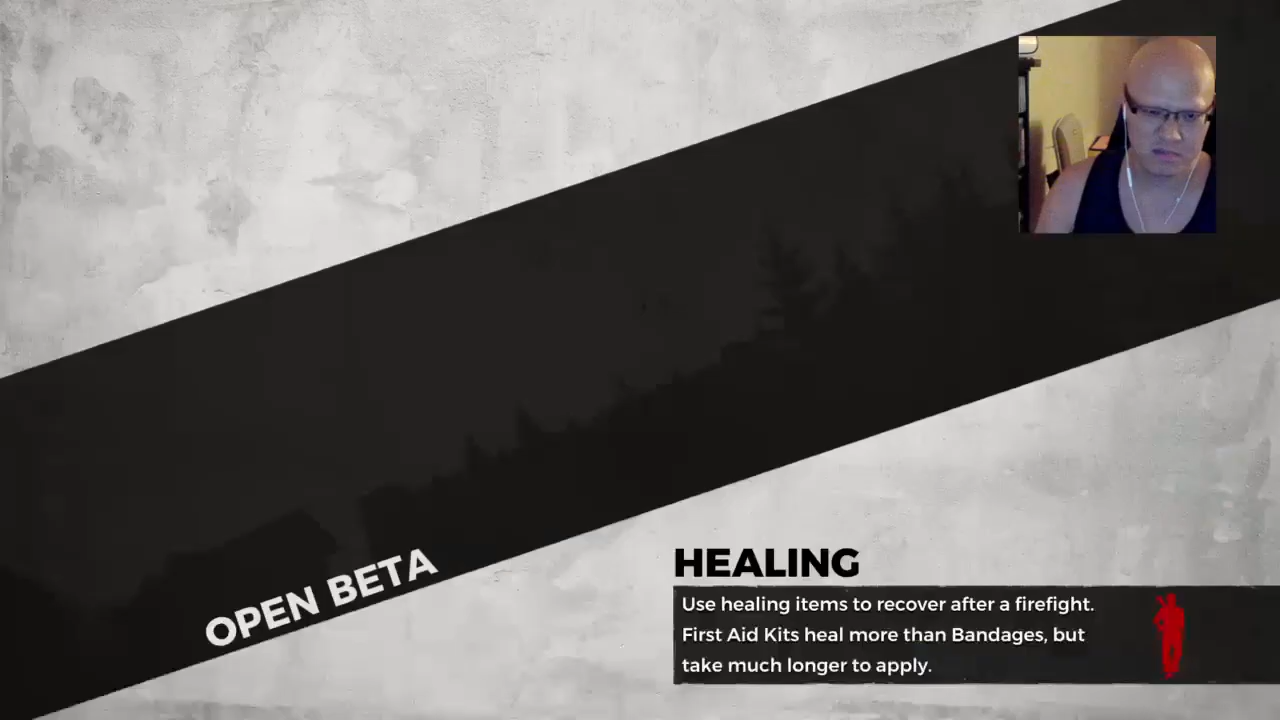 OPEN BETA
HEALING
Use healing items to recover after a firefight.
First Aid Kits heal more than Bandages, but
take much longer to apply.